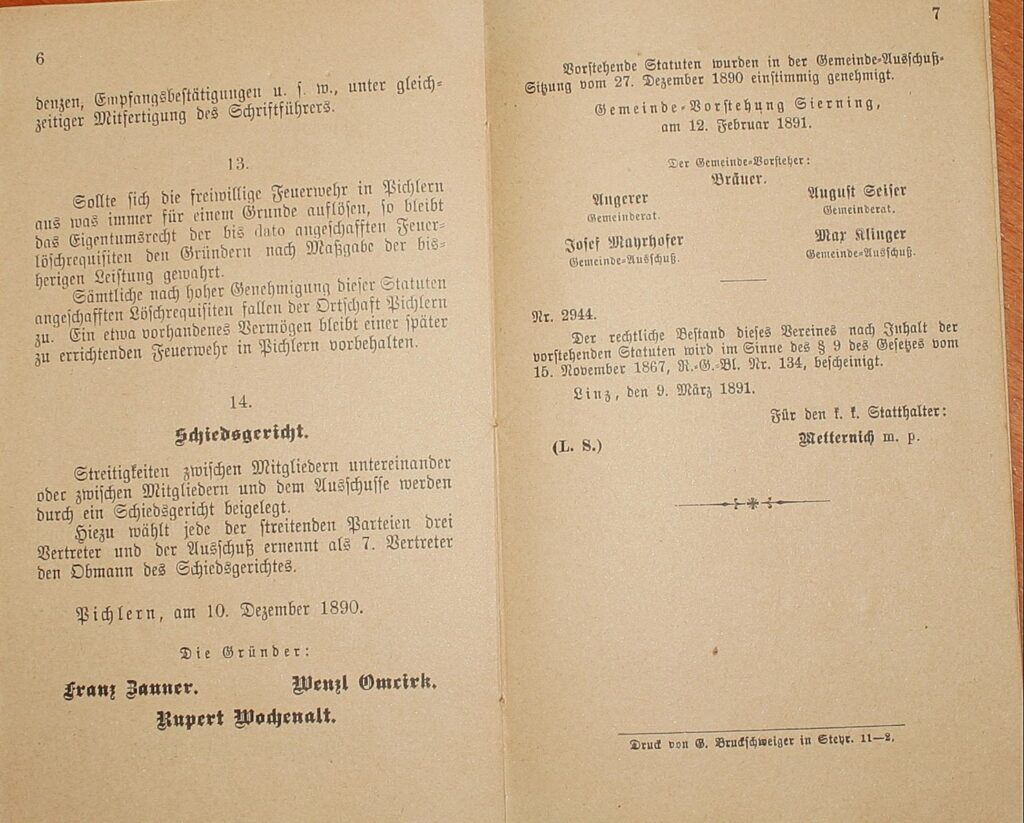 6
denzen, Empfangsbestätigungen u. s. w., unter gleich-
zeitiger Mitfertigung des Schriftführers.
13.
Sollte sich die freiwillige Feuerwehr in Pichlern
aus was immer für einem Grunde auflösen, so bleibt
das Eigentumsrecht der bis dato angeschafften Feuer-
löschrequisiten den Gründern nach Maßgabe der bis-
herigen Leistung gewahrt.
Sämtliche nach hoher Genehmigung dieser Statuten
angeschafften Löschrequisiten fallen der Ortschaft Pichlern
zu. Ein etwa vorhandenes Vermögen bleibt einer später
zu errichtenden Feuerwehr in Pichlern vorbehalten.
14.
Schiedsgericht.
Streitigkeiten zwischen Mitgliedern untereinander
oder zwischen Mitgliedern und dem Ausschusse werden
durch ein Schiedsgericht beigelegt.
Hiezu wählt jede der streitenden Parteien drei
Vertreter und der Ausschuß ernennt als 7. Vertreter
den Obmann des Schiedsgerichtes.
Pichlern, am 10. Dezember 1890.
Die Gründer:
Franz Zauner. Wenzl Omcirk.
Rupert Wochenalt.
7
Vorstehende Statuten wurden in der Gemeinde-Ausschuß-
Sitzung vom 27. Dezember 1890 einstimmig genehmigt.
Gemeinde-Vorstehung Sierning,
am 12. Februar 1891.
Der Gemeinde-Vorsteher:
Bräuer.
Angerer August Seiser
Gemeinderat. Gemeinderat.
Josef Mayrhofer Max Klinger
Gemeinde-Ausschuß. Gemeinde-Ausschuß.
Nr. 2944.
Der rechtliche Bestand dieses Vereines nach Inhalt der
vorstehenden Statuten wird im Sinne des § 9 des Gesetzes vom
15. November 1867, R.-G.-Bl. Nr. 134, bescheinigt.
Linz, den 9. März 1891.
Für den k. k. Statthalter:
(L. S.) Metternich m. p.
Druck von G. Bruckschweiger in Steyr. 11—2.